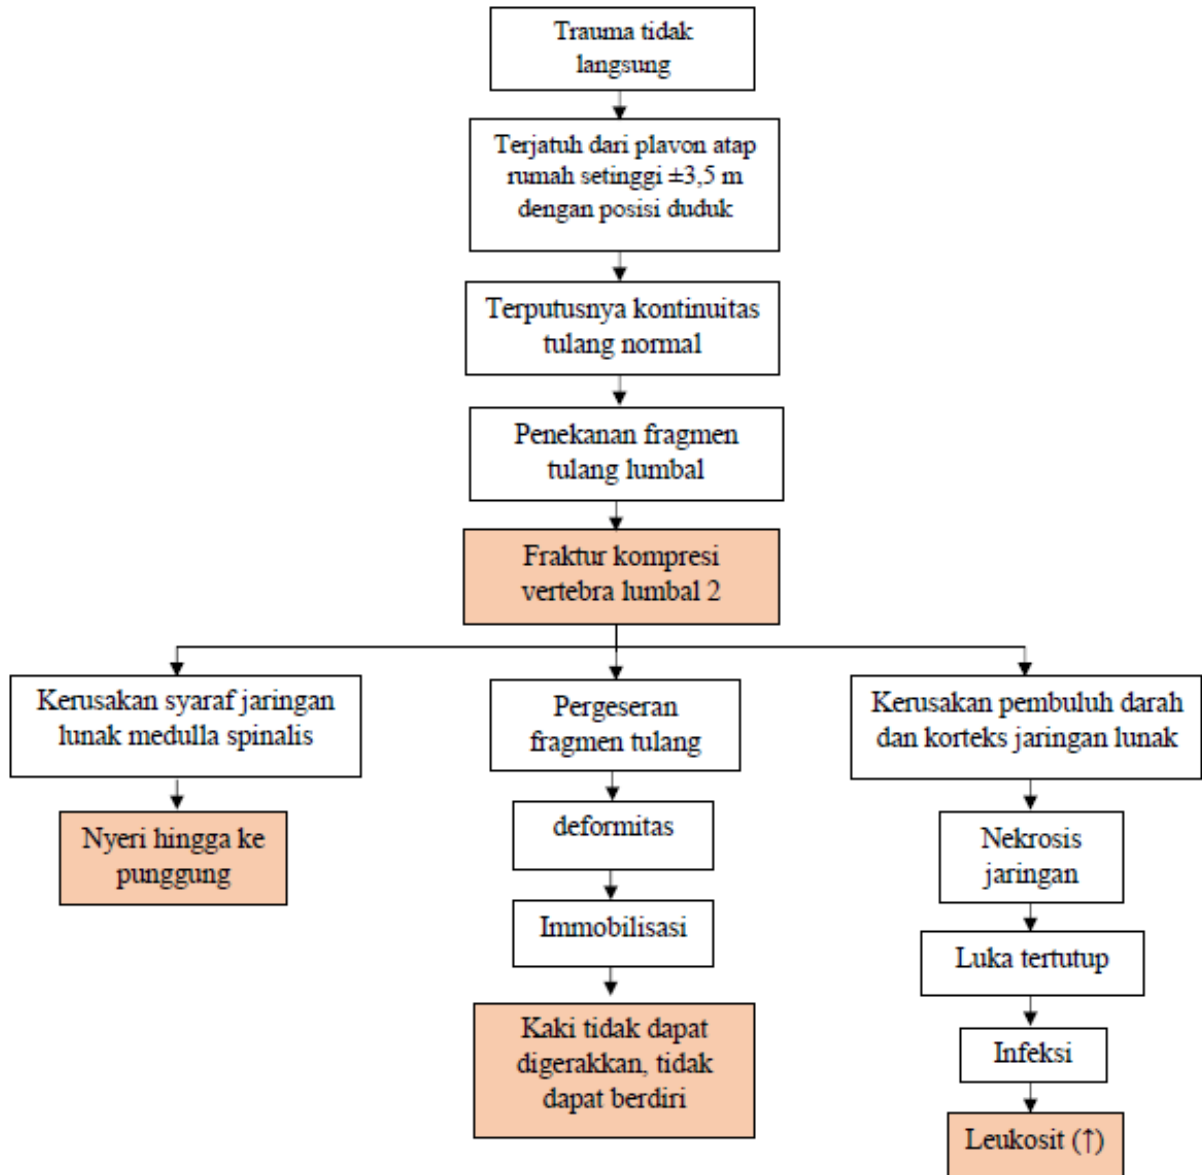 Trauma tidak
langsung
Terjatuh dari plavon atap
rumah setinggi ±3,5 m
dengan posisi duduk
Terputusnya kontinuitas
tulang normal
Penekanan fragmen
tulang lumbal
Fraktur kompresi
vertebra lumbal 2
Kerusakan syaraf jaringan
lunak medulla spinalis
Nyeri hingga ke
punggung
Pergeseran
fragmen tulang
deformitas
Immobilisasi
Kaki tidak dapat
digerakkan, tidak
dapat berdiri
Kerusakan pembuluh darah
dan korteks jaringan lunak
Nekrosis
jaringan
Luka tertutup
Infeksi
Leukosit (↑)